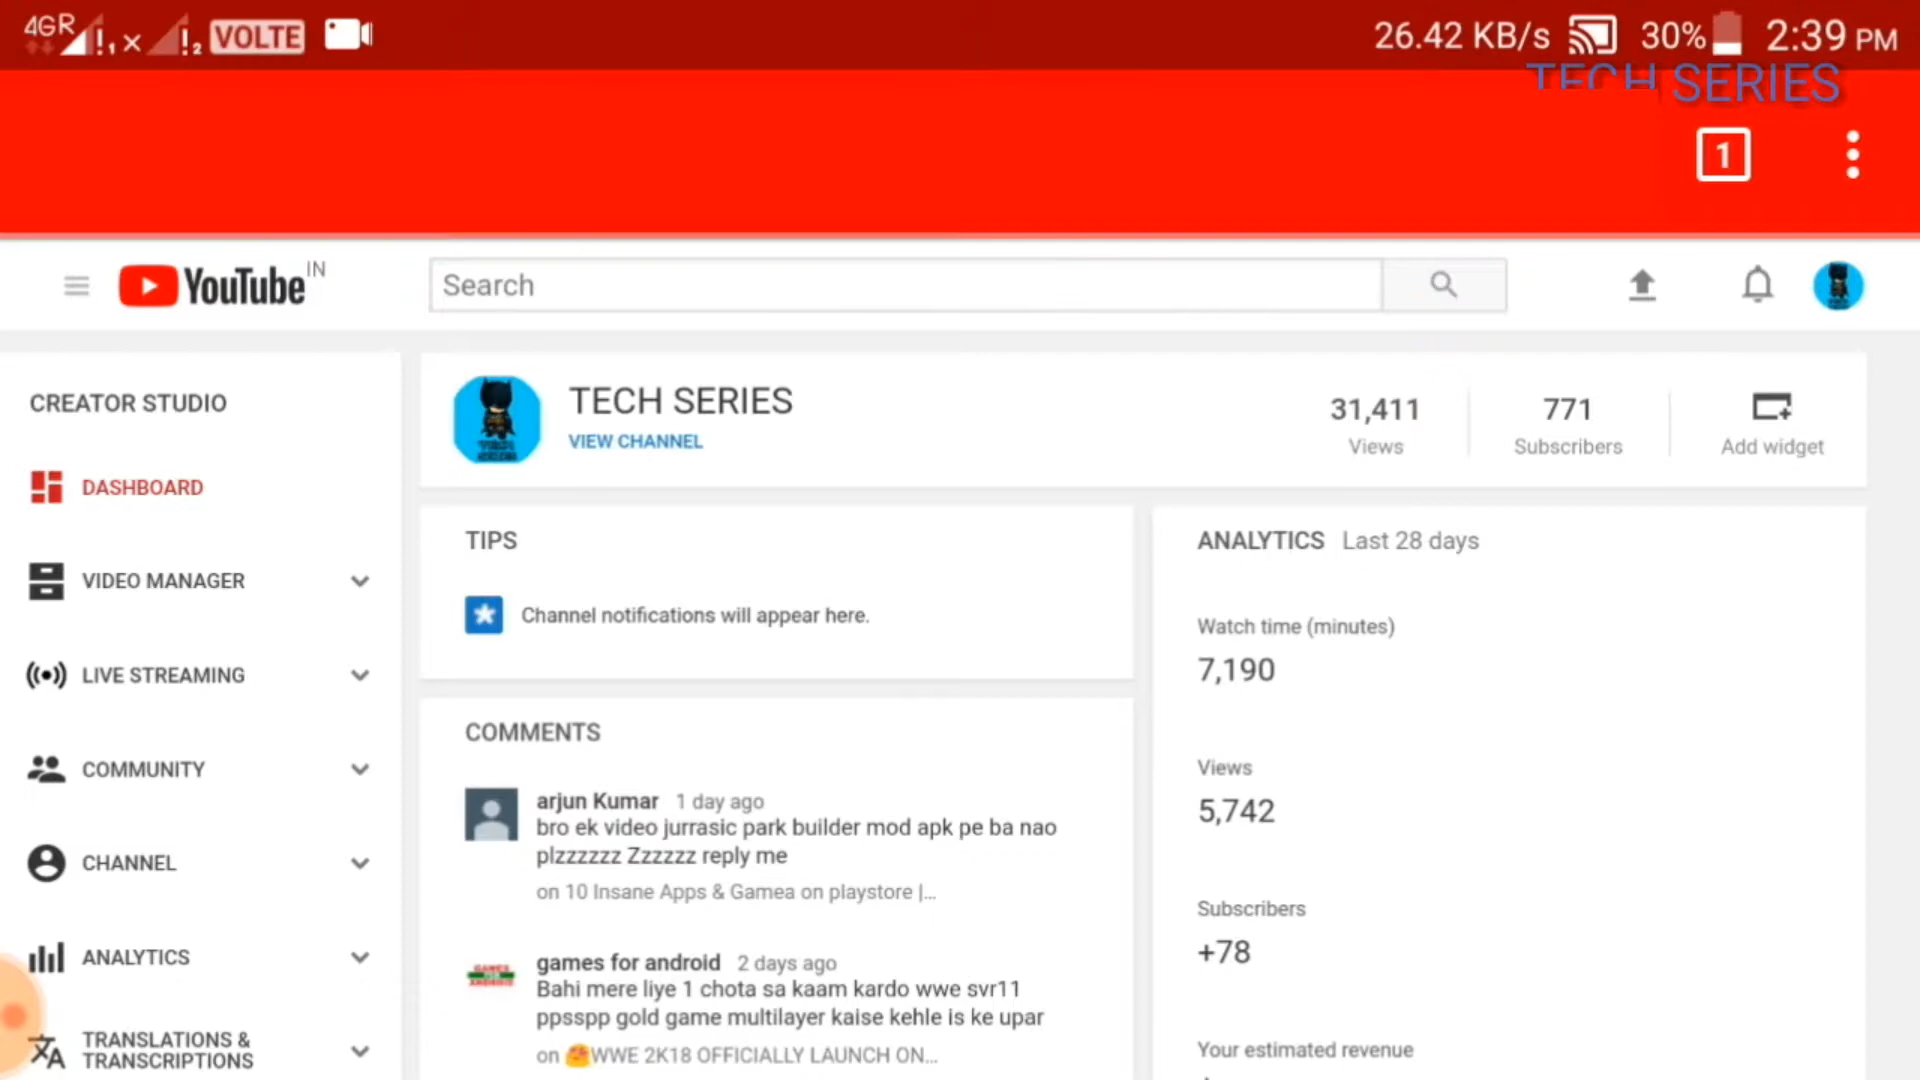 4GR
VOLTE
26.42 KB/s 30% 2:39 PM
TECH SERIES
1
YouTube IN
Search
CREATOR STUDIO
DASHBOARD
VIDEO MANAGER
LIVE STREAMING
COMMUNITY
CHANNEL
ANALYTICS
TRANSLATIONS &
TRANSCRIPTIONS
TECH SERIES
VIEW CHANNEL
31,411
Views
771
Subscribers
Add widget
TIPS
Channel notifications will appear here.
COMMENTS
arjun Kumar 1 day ago
bro ek video jurrasic park builder mod apk pe ba nao
plzzzzzz Zzzzzz reply me
on 10 Insane Apps & Gamea on playstore |...
games for android 2 days ago
Bahi mere liye 1 chota sa kaam kardo wwe svr11
ppsspp gold game multilayer kaise kehle is ke upar
on 🥰WWE 2K18 OFFICIALLY LAUNCH ON...
ANALYTICS Last 28 days
Watch time (minutes)
7,190
Views
5,742
Subscribers
+78
Your estimated revenue